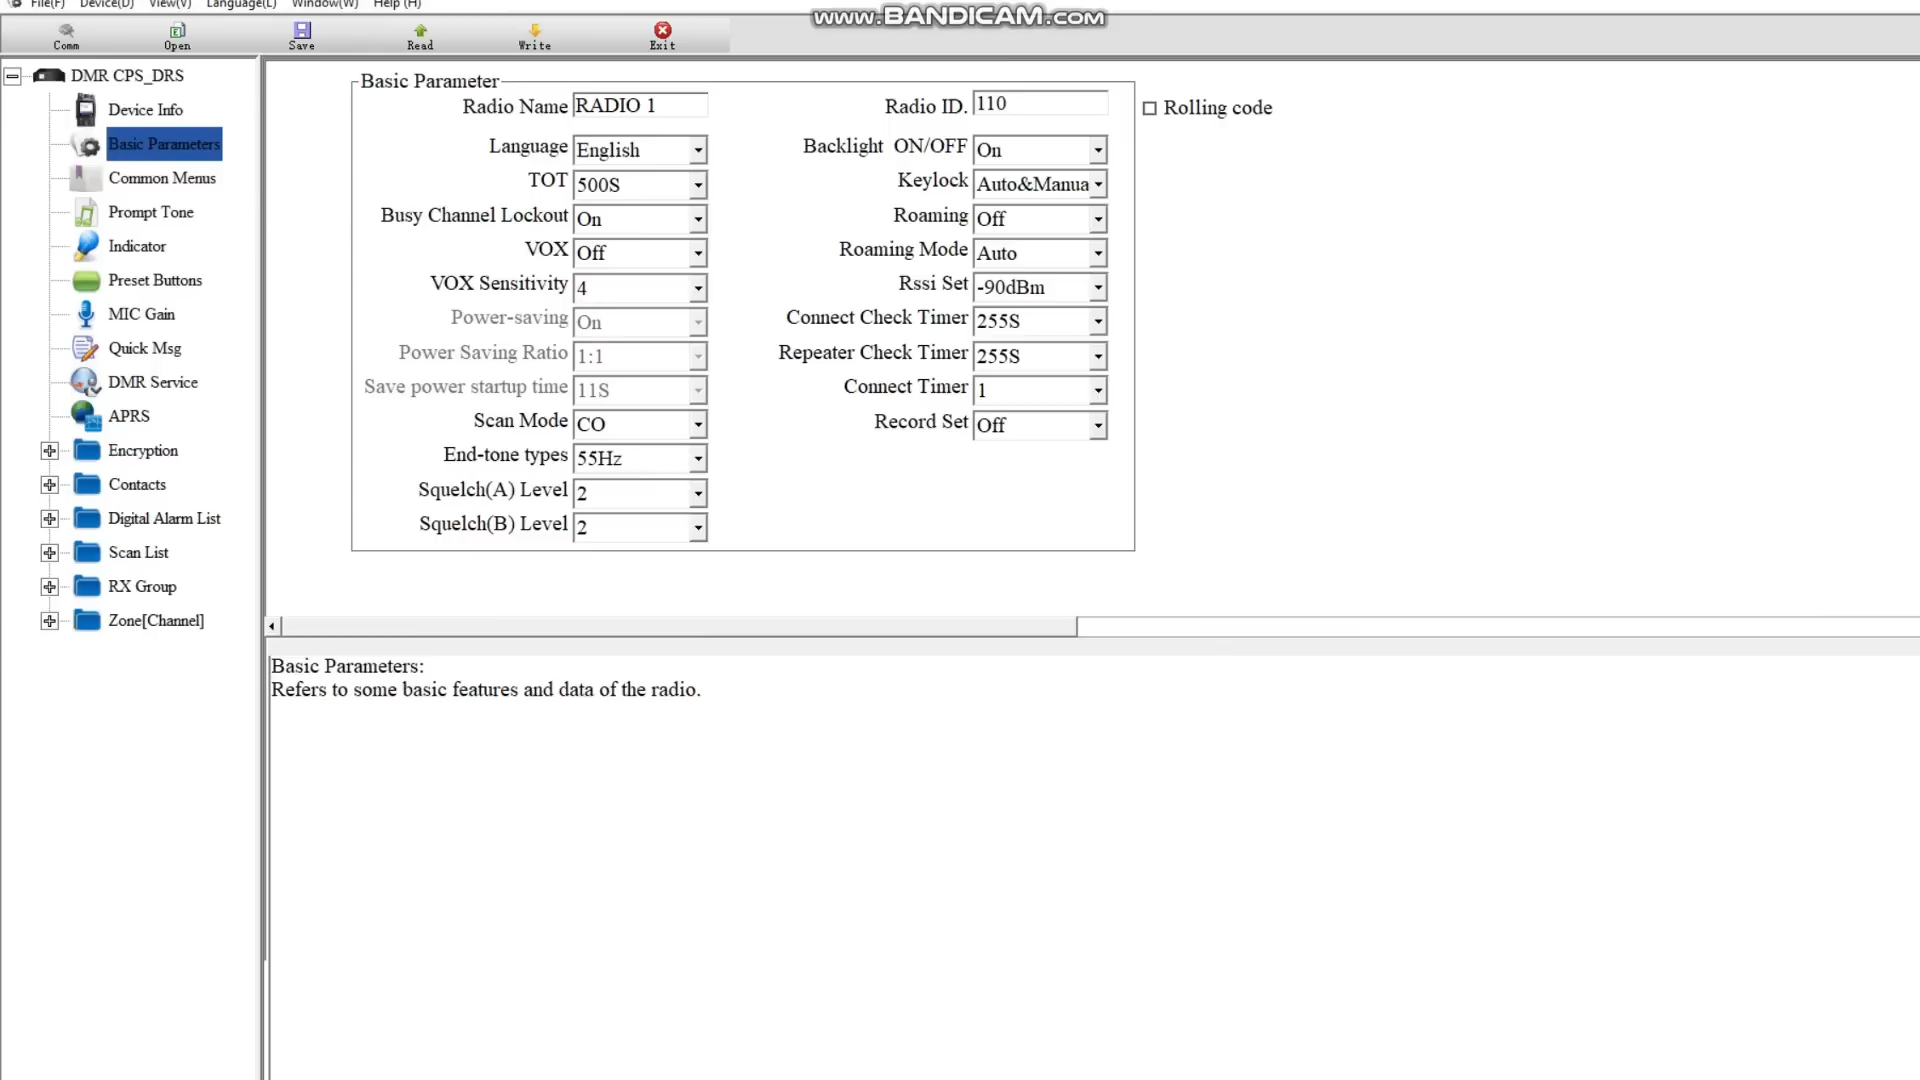 File(F) Device(D) View(V) Language(L) Window(W) Help (H)
www.BANDICAM.com
Comm Open Save Read Write Exit
DMR CPS_DRS
Device Info
Basic Parameters
Common Menus
Prompt Tone
Indicator
Preset Buttons
MIC Gain
Quick Msg
DMR Service
APRS
Encryption
Contacts
Digital Alarm List
Scan List
RX Group
Zone[Channel]
Basic Parameter
Radio Name RADIO 1
Language English
TOT 500S
Busy Channel Lockout On
VOX Off
VOX Sensitivity 4
Power-saving On
Power Saving Ratio 1:1
Save power startup time 11S
Scan Mode CO
End-tone types 55Hz
Squelch(A) Level 2
Squelch(B) Level 2
Radio ID. 110
Backlight ON/OFF On
Keylock Auto&Manua
Roaming Off
Roaming Mode Auto
Rssi Set -90dBm
Connect Check Timer 255S
Repeater Check Timer 255S
Connect Timer 1
Record Set Off
Rolling code
Basic Parameters:
Refers to some basic features and data of the radio.